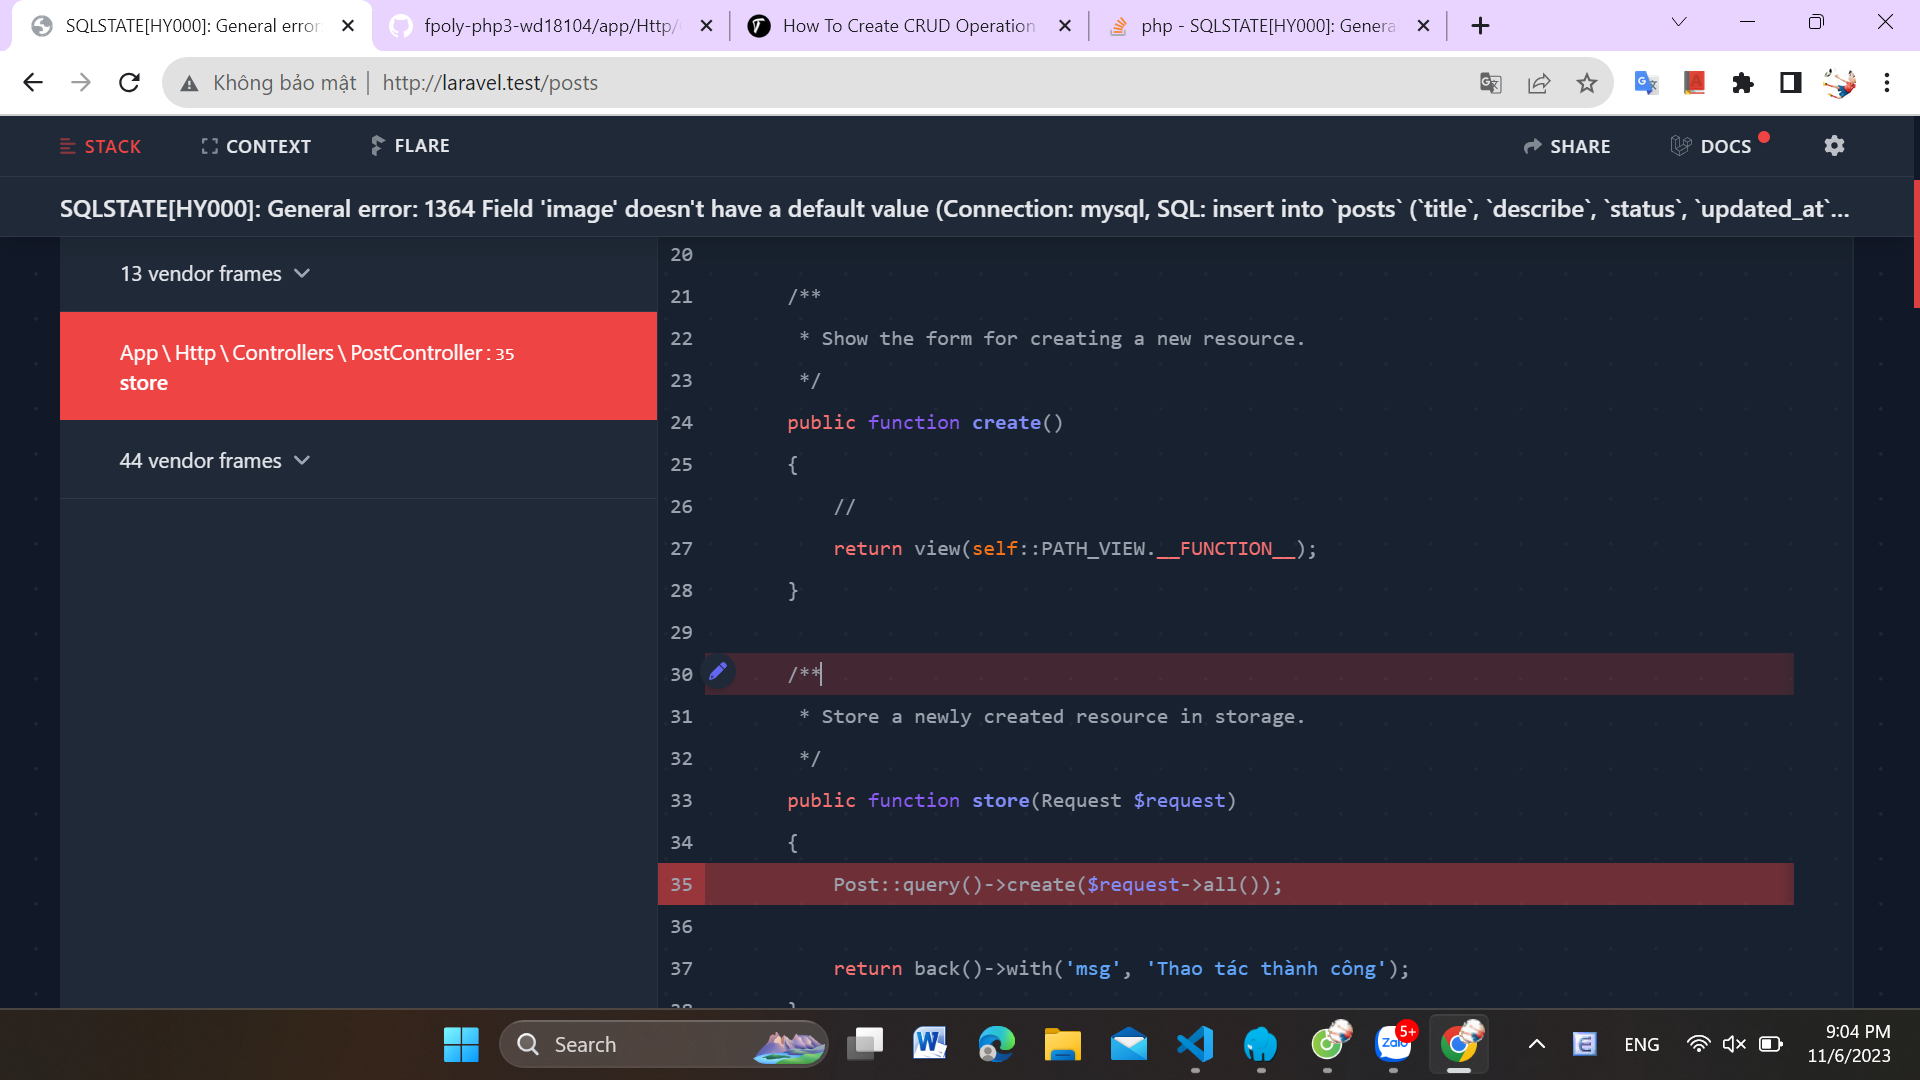 SQLSTATE[HY000]: General error:
fpoly-php3-wd18104/app/Http/
How To Create CRUD Operation
php - SQLSTATE[HY000]: Genera
Không bảo mật | http://laravel.test/posts
STACK CONTEXT FLARE SHARE DOCS
SQLSTATE[HY000]: General error: 1364 Field 'image' doesn't have a default value (Connection: mysql, SQL: insert into `posts` (`title`, `describe`, `status`, `updated_at`...
13 vendor frames
App \ Http \ Controllers \ PostController : 35
store
44 vendor frames
20
21 /**
22 * Show the form for creating a new resource.
23 */
24 public function create()
25 {
26 //
27 return view(self::PATH_VIEW.__FUNCTION__);
28 }
29
30 /**
31 * Store a newly created resource in storage.
32 */
33 public function store(Request $request)
34 {
35 Post::query()->create($request->all());
36
37 return back()->with('msg', 'Thao tác thành công');
38 }
Search
Zalo
5+
ENG
9:04 PM
11/6/2023